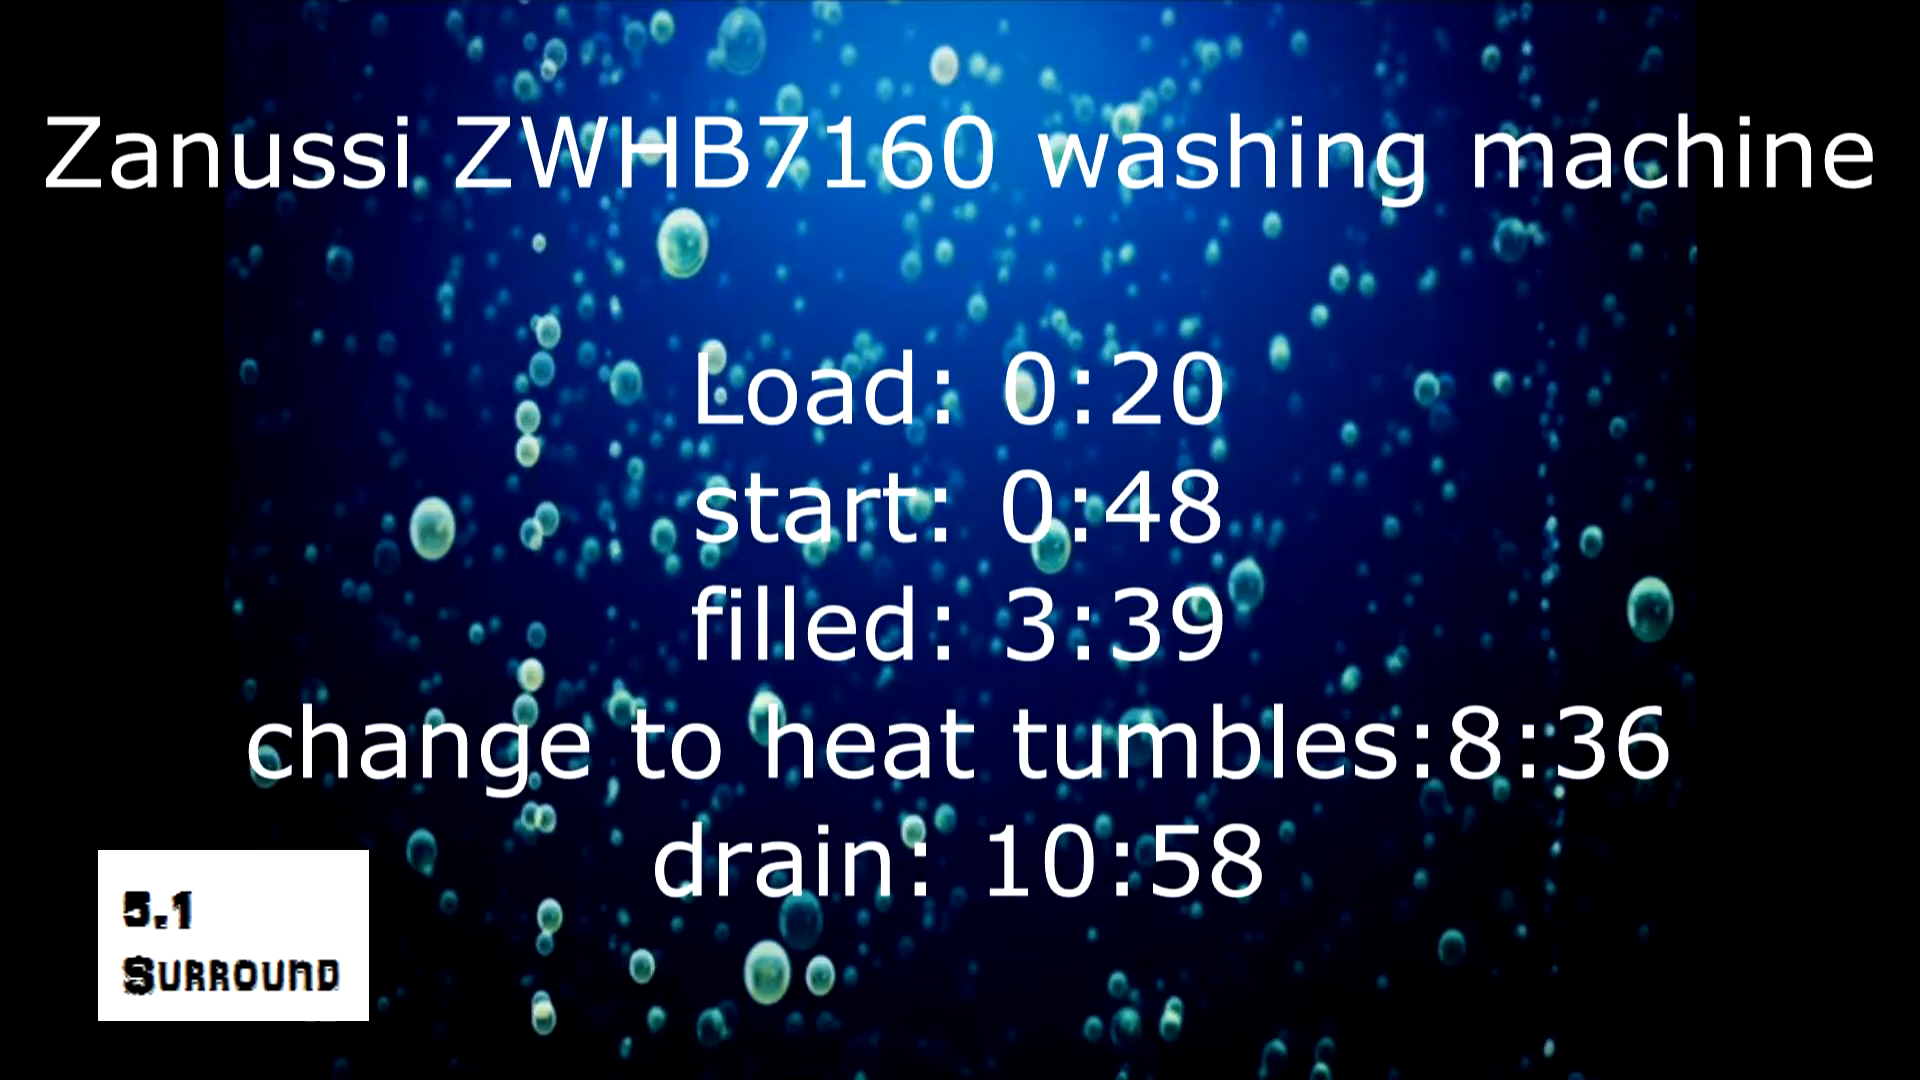 Zanussi ZWHB7160 washing machine
Load: 0:20
start: 0:48
filled: 3:39
change to heat tumbles:8:36
drain: 10:58
5.1
Surround